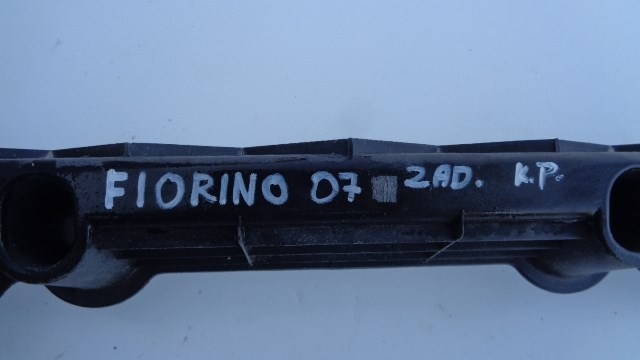 FIORINO 07 ZAD. K.P.